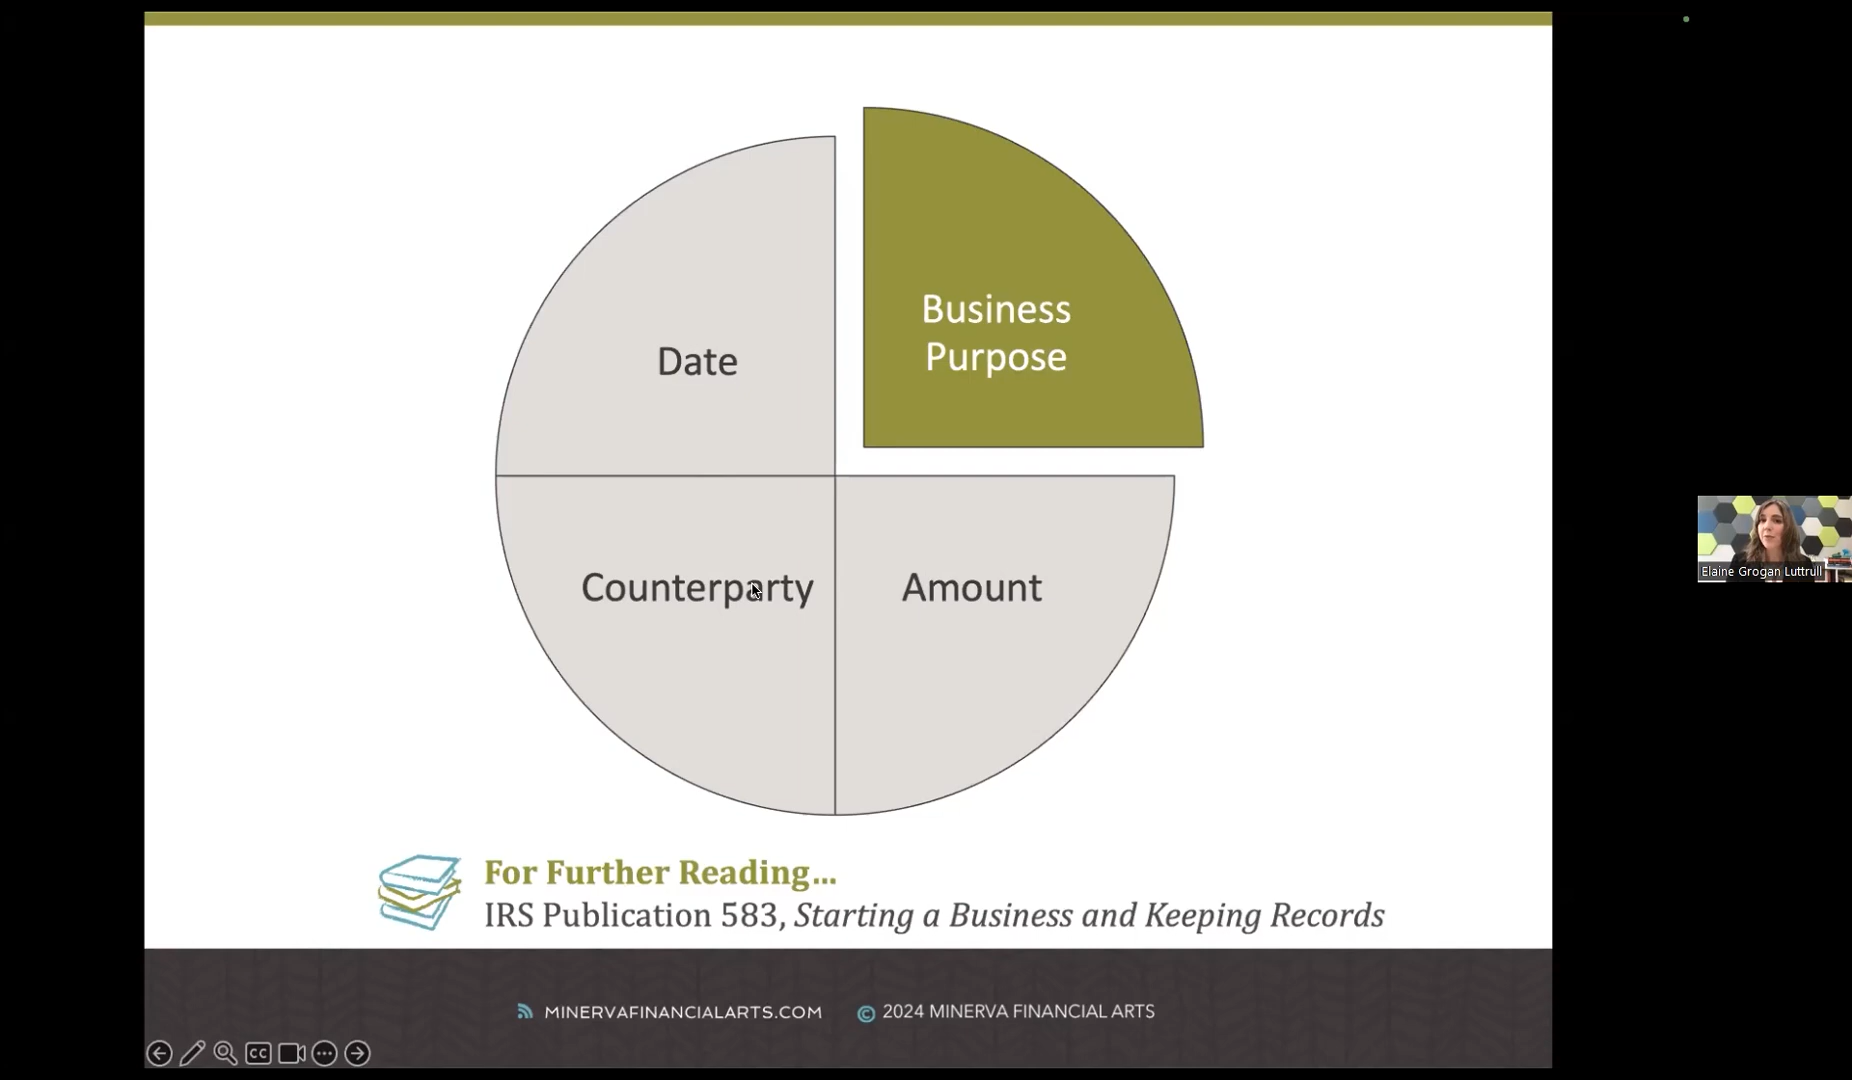 Date
Business
Purpose
Counterparty
Amount
For Further Reading...
IRS Publication 583, Starting a Business and Keeping Records
MINERVAFINANCIALARTS.COM
© 2024 MINERVA FINANCIAL ARTS
CC
Elaine Grogan Luttrull